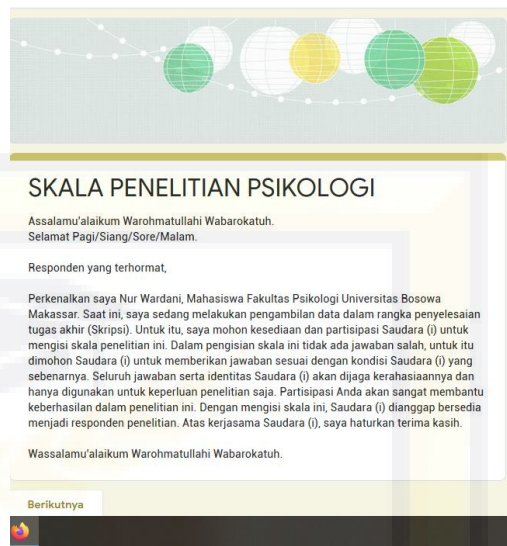 SKALA PENELITIAN PSIKOLOGI
Assalamu'alaikum Warohmatullahi Wabarokatuh.
Selamat Pagi/Siang/Sore/Malam.
Responden yang terhormat,
Perkenalkan saya Nur Wardani, Mahasiswa Fakultas Psikologi Universitas Bosowa
Makassar. Saat ini, saya sedang melakukan pengambilan data dalam rangka penyelesaian
tugas akhir (Skripsi). Untuk itu, saya mohon kesediaan dan partisipasi Saudara (i) untuk
mengisi skala penelitian ini. Dalam pengisian skala ini tidak ada jawaban salah, untuk itu
dimohon Saudara (i) untuk memberikan jawaban sesuai dengan kondisi Saudara (i) yang
sebenarnya. Seluruh jawaban serta identitas Saudara (i) akan dijaga kerahasiaannya dan
hanya digunakan untuk keperluan penelitian saja. Partisipasi Anda akan sangat membantu
keberhasilan dalam penelitian ini. Dengan mengisi skala ini, Saudara (i) dianggap bersedia
menjadi responden penelitian. Atas kerjasama Saudara (i), saya haturkan terima kasih.
Wassalamu'alaikum Warohmatullahi Wabarokatuh.
Berikutnya